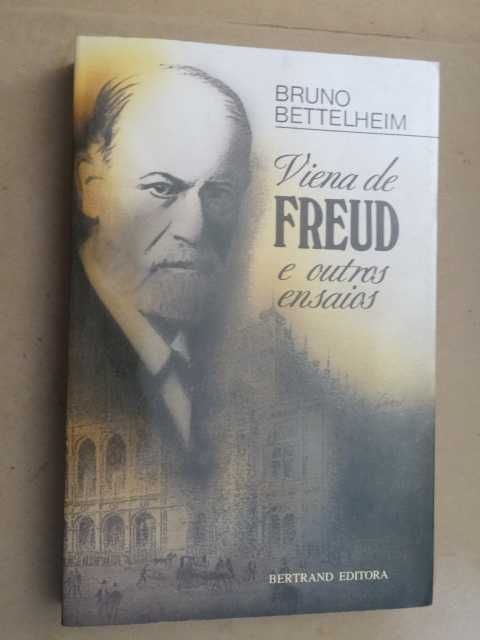 BRUNO
BETTELHEIM
Viena de
FREUD
e outros
ensaios
BERTRAND EDITORA